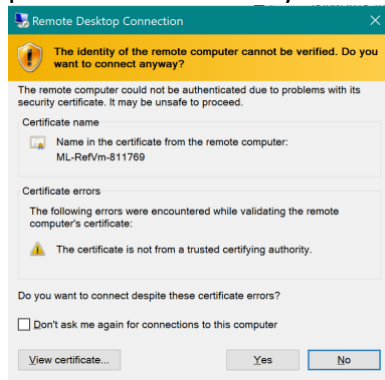 Remote Desktop Connection
The identity of the remote computer cannot be verified. Do you
want to connect anyway?
The remote computer could not be authenticated due to problems with its
security certificate. It may be unsafe to proceed.
Certificate name
Name in the certificate from the remote computer:
ML-RefVm-811769
Certificate errors
The following errors were encountered while validating the remote
computer's certificate:
The certificate is not from a trusted certifying authority.
Do you want to connect despite these certificate errors?
Don't ask me again for connections to this computer
View certificate... Yes No